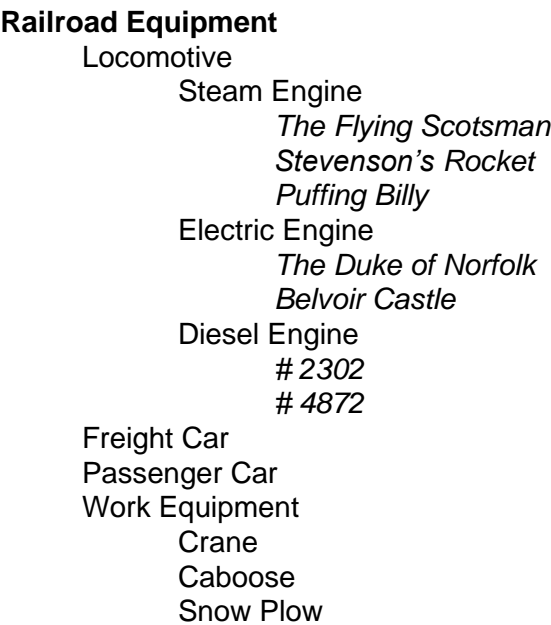 Railroad Equipment
Locomotive
Steam Engine
The Flying Scotsman
Stevenson’s Rocket
Puffing Billy
Electric Engine
The Duke of Norfolk
Belvoir Castle
Diesel Engine
# 2302
# 4872
Freight Car
Passenger Car
Work Equipment
Crane
Caboose
Snow Plow